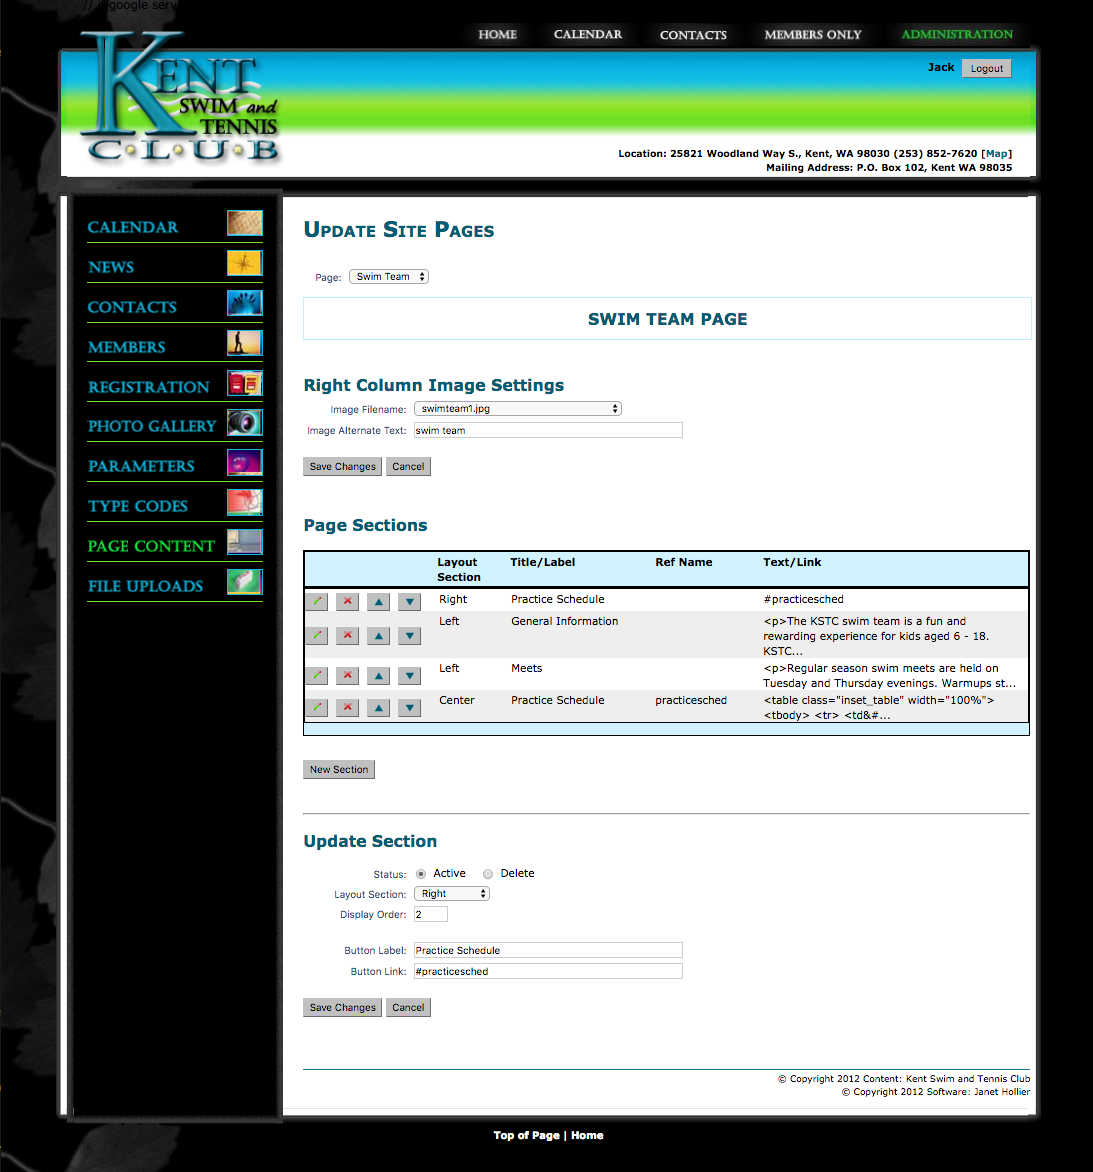 // google serv
HOME CALENDAR CONTACTS MEMBERS ONLY ADMINISTRATION
Jack Logout
KENT
SWIM and
TENNIS
C·L·U·B
Location: 25821 Woodland Way S., Kent, WA 98030 (253) 852-7620 [Map]
Mailing Address: P.O. Box 102, Kent WA 98035
CALENDAR
NEWS
CONTACTS
MEMBERS
REGISTRATION
PHOTO GALLERY
PARAMETERS
TYPE CODES
PAGE CONTENT
FILE UPLOADS
UPDATE SITE PAGES
Page: Swim Team
SWIM TEAM PAGE
Right Column Image Settings
Image Filename: swimteam1.jpg
Image Alternate Text: swim team
Save Changes Cancel
Page Sections
Layout Section Title/Label Ref Name Text/Link
Right Practice Schedule #practicesched
Left General Information <p>The KSTC swim team is a fun and
rewarding experience for kids aged 6 - 18.
KSTC...
Left Meets <p>Regular season swim meets are held on
Tuesday and Thursday evenings. Warmups st...
Center Practice Schedule practicesched <table class="inset_table" width="100%">
<tbody> <tr> <td&#...
New Section
Update Section
Status: Active Delete
Layout Section: Right
Display Order: 2
Button Label: Practice Schedule
Button Link: #practicesched
Save Changes Cancel
© Copyright 2012 Content: Kent Swim and Tennis Club
© Copyright 2012 Software: Janet Hollier
Top of Page | Home